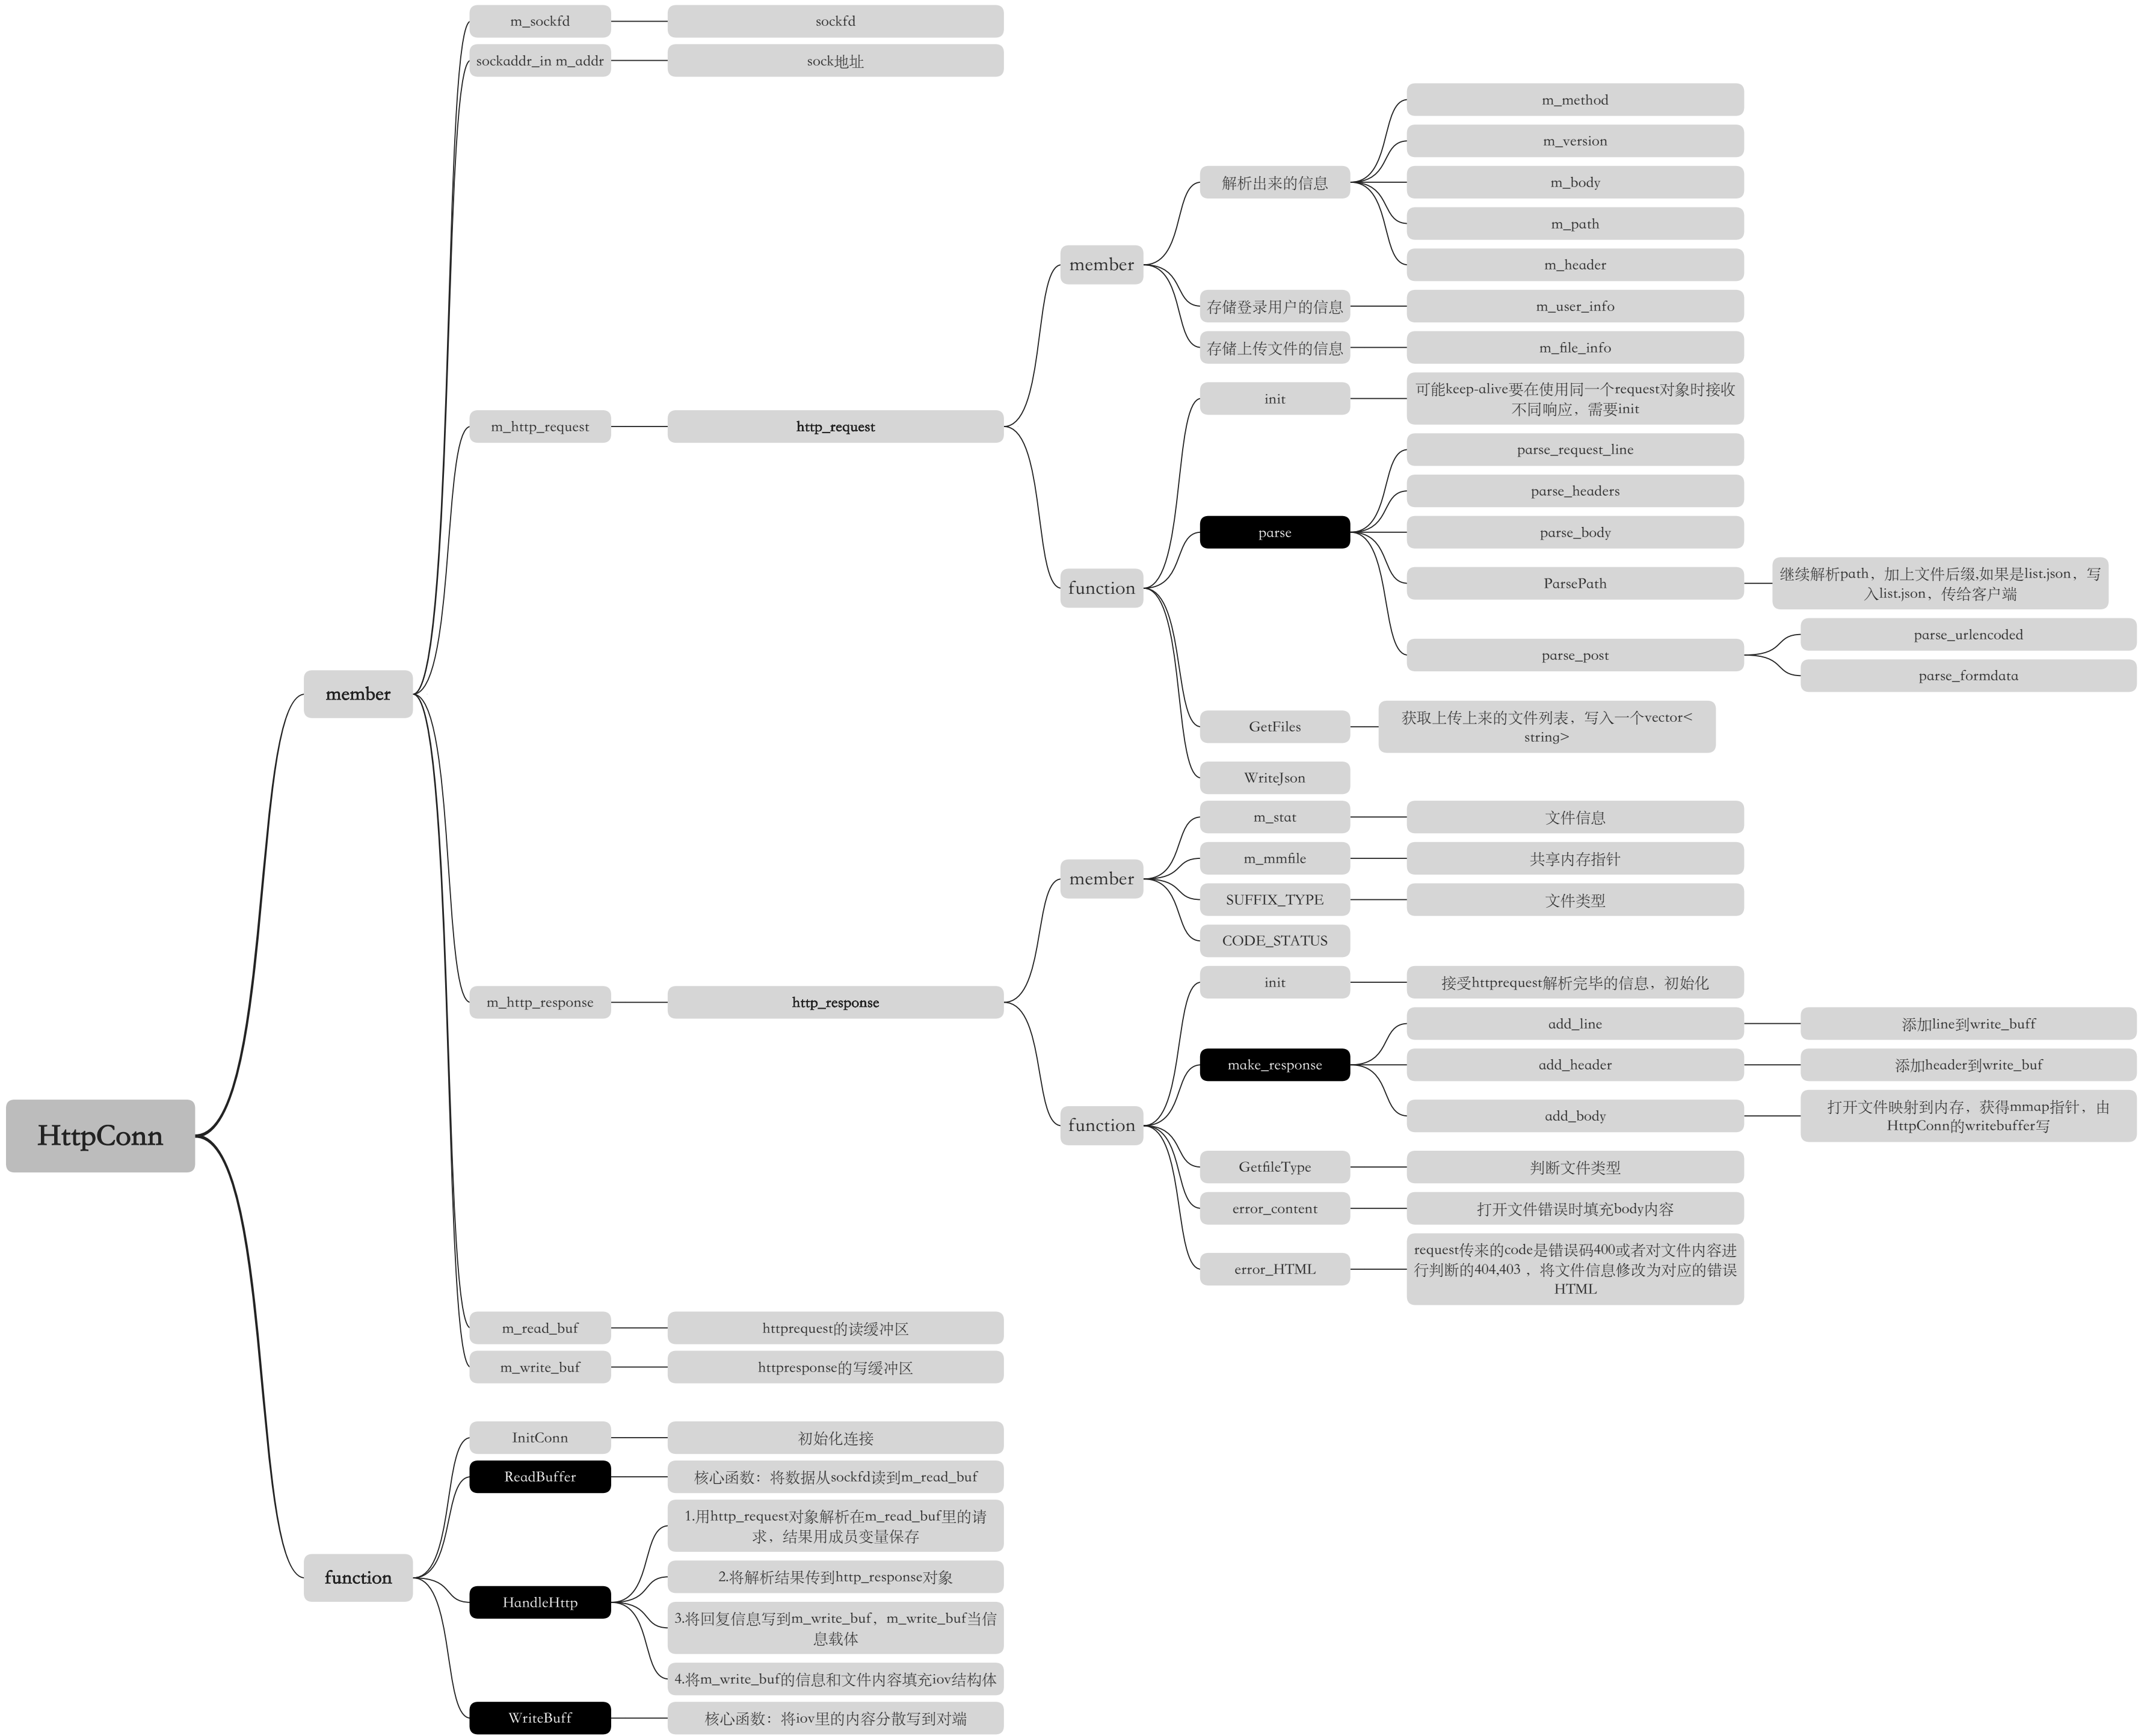 HttpConn
member
m_sockfd
sockfd
sockaddr_in m_addr
sock地址
m_http_request
http_request
member
解析出来的信息
m_method
m_version
m_body
m_path
m_header
存储登录用户的信息
m_user_info
存储上传文件的信息
m_file_info
function
init
可能keep-alive要在使用同一个request对象时接收
不同响应，需要init
parse
parse_request_line
parse_headers
parse_body
ParsePath
继续解析path，加上文件后缀,如果是list.json，写
入list.json，传给客户端
parse_post
parse_urlencoded
parse_formdata
GetFiles
获取上传上来的文件列表，写入一个vector<
string>
WriteJson
m_http_response
http_response
member
m_stat
文件信息
m_mmfile
共享内存指针
SUFFIX_TYPE
文件类型
CODE_STATUS
function
init
接受httprequest解析完毕的信息，初始化
make_response
add_line
添加line到write_buff
add_header
添加header到write_buf
add_body
打开文件映射到内存，获得mmap指针，由
HttpConn的writebuffer写
GetfileType
判断文件类型
error_content
打开文件错误时填充body内容
error_HTML
request传来的code是错误码400或者对文件内容进
行判断的404,403 ，将文件信息修改为对应的错误
HTML
m_read_buf
httprequest的读缓冲区
m_write_buf
httpresponse的写缓冲区
function
InitConn
初始化连接
ReadBuffer
核心函数：将数据从sockfd读到m_read_buf
HandleHttp
1.用http_request对象解析在m_read_buf里的请
求，结果用成员变量保存
2.将解析结果传到http_response对象
3.将回复信息写到m_write_buf，m_write_buf当信
息载体
4.将m_write_buf的信息和文件内容填充iov结构体
WriteBuff
核心函数：将iov里的内容分散写到对端